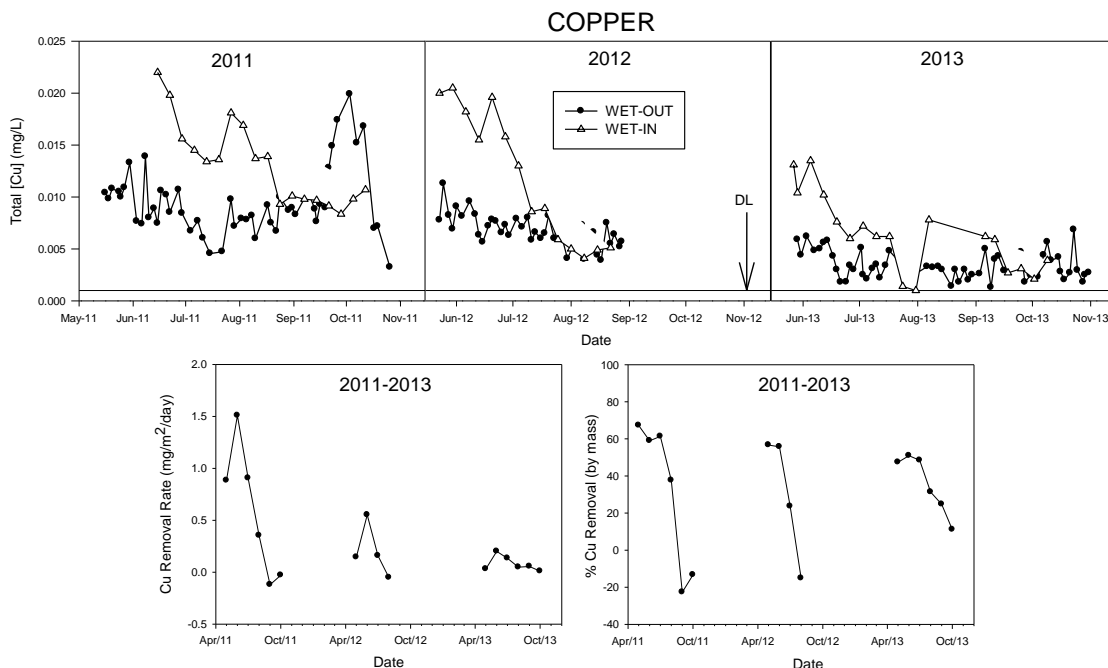 COPPER
Total [Cu] (mg/L)
0.025
0.020
0.015
0.010
0.005
0.000
2011
2012
2013
WET-OUT
WET-IN
DL
May-11 Jun-11 Jul-11 Aug-11 Sep-11 Oct-11 Nov-11 Jun-12 Jul-12 Aug-12 Sep-12 Oct-12 Nov-12 Jun-13 Jul-13 Aug-13 Sep-13 Oct-13 Nov-13
Date
Cu Removal Rate (mg/m2/day)
2.0
1.5
1.0
0.5
0.0
-0.5
2011-2013
Apr/11 Oct/11 Apr/12 Oct/12 Apr/13 Oct/13
Date
% Cu Removal (by mass)
100
80
60
40
20
0
-20
-40
2011-2013
Apr/11 Oct/11 Apr/12 Oct/12 Apr/13 Oct/13
Date